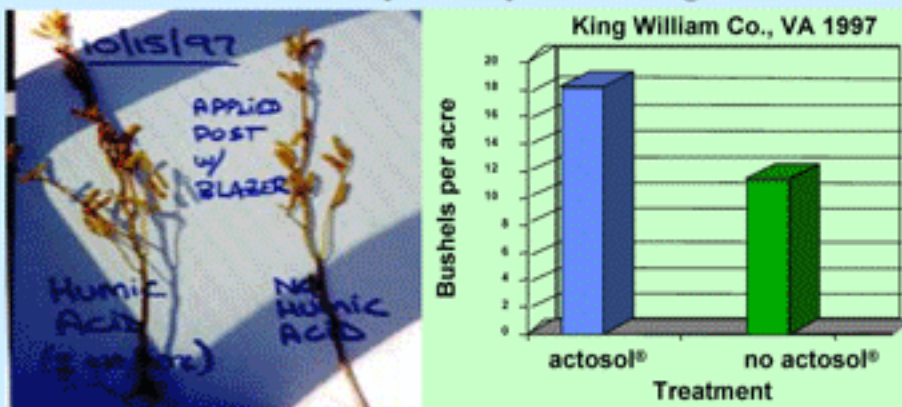 10/15/97
APPLIED
POST
w/
BLAZER
HUMIC
ACID
NO
HUMIC
ACID
King William Co., VA 1997
Bushels per acre
20
18
16
14
12
10
8
6
4
2
0
actosol® no actosol®
Treatment